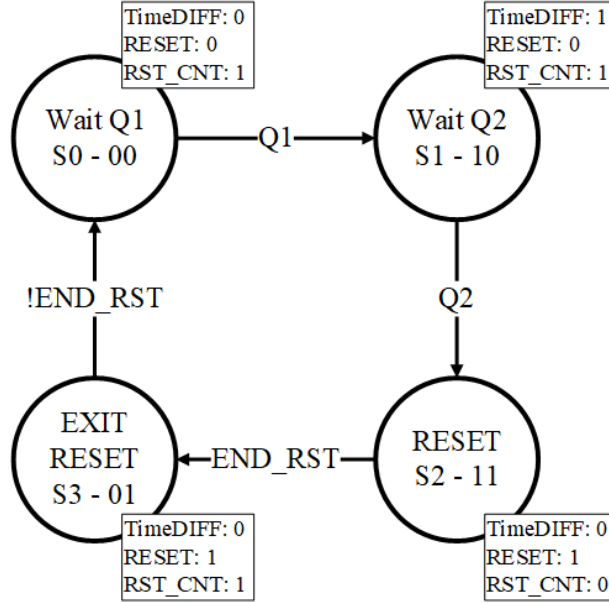 TimeDIFF: 0
RESET: 0
RST_CNT: 1
Wait Q1
S0 - 00
Q1
TimeDIFF: 1
RESET: 0
RST_CNT: 1
Wait Q2
S1 - 10
Q2
!END_RST
EXIT
RESET
S3 - 01
TimeDIFF: 0
RESET: 1
RST_CNT: 1
END_RST
RESET
S2 - 11
TimeDIFF: 0
RESET: 1
RST_CNT: 0